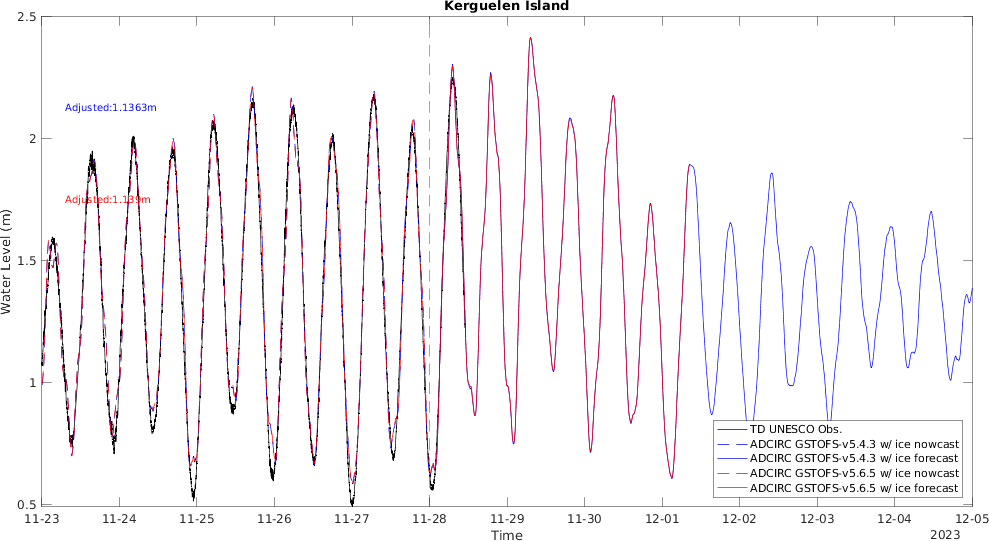 Kerguelen Island
2.5
2
1.5
1
0.5
Water Level (m)
Adjusted:1.1363m
Adjusted:1.139m
TD UNESCO Obs.
ADCIRC GSTOFS-v5.4.3 w/ ice nowcast
ADCIRC GSTOFS-v5.4.3 w/ ice forecast
ADCIRC GSTOFS-v5.6.5 w/ ice nowcast
ADCIRC GSTOFS-v5.6.5 w/ ice forecast
11-23 11-24 11-25 11-26 11-27 11-28 11-29 11-30 12-01 12-02 12-03 12-04 12-05
Time
2023